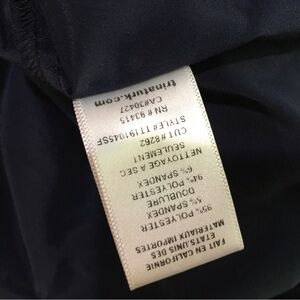 FAIT EN CALIFORNIE
ETATS UNIS DES
MATERIAUX IMPORTES
95% POLYESTER
5% SPANDEX
DOUBLURE
94% POLYESTER
6% SPANDEX
NETTOYAGE A SEC
SEULEMENT
CUT #8262
STYLE# TT191045SF
RN # 93415
CA#30427
trinaturk.com